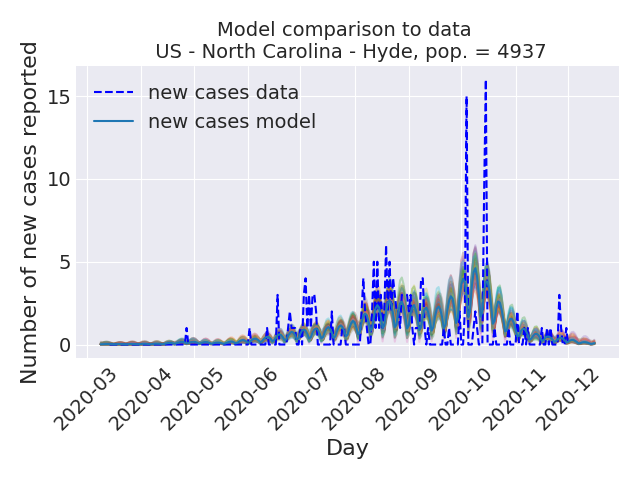 Model comparison to data
US - North Carolina - Hyde, pop. = 4937
new cases data
new cases model
Number of new cases reported
15
10
5
0
2020-03
2020-04
2020-05
2020-06
2020-07
2020-08
2020-09
2020-10
2020-11
2020-12
Day